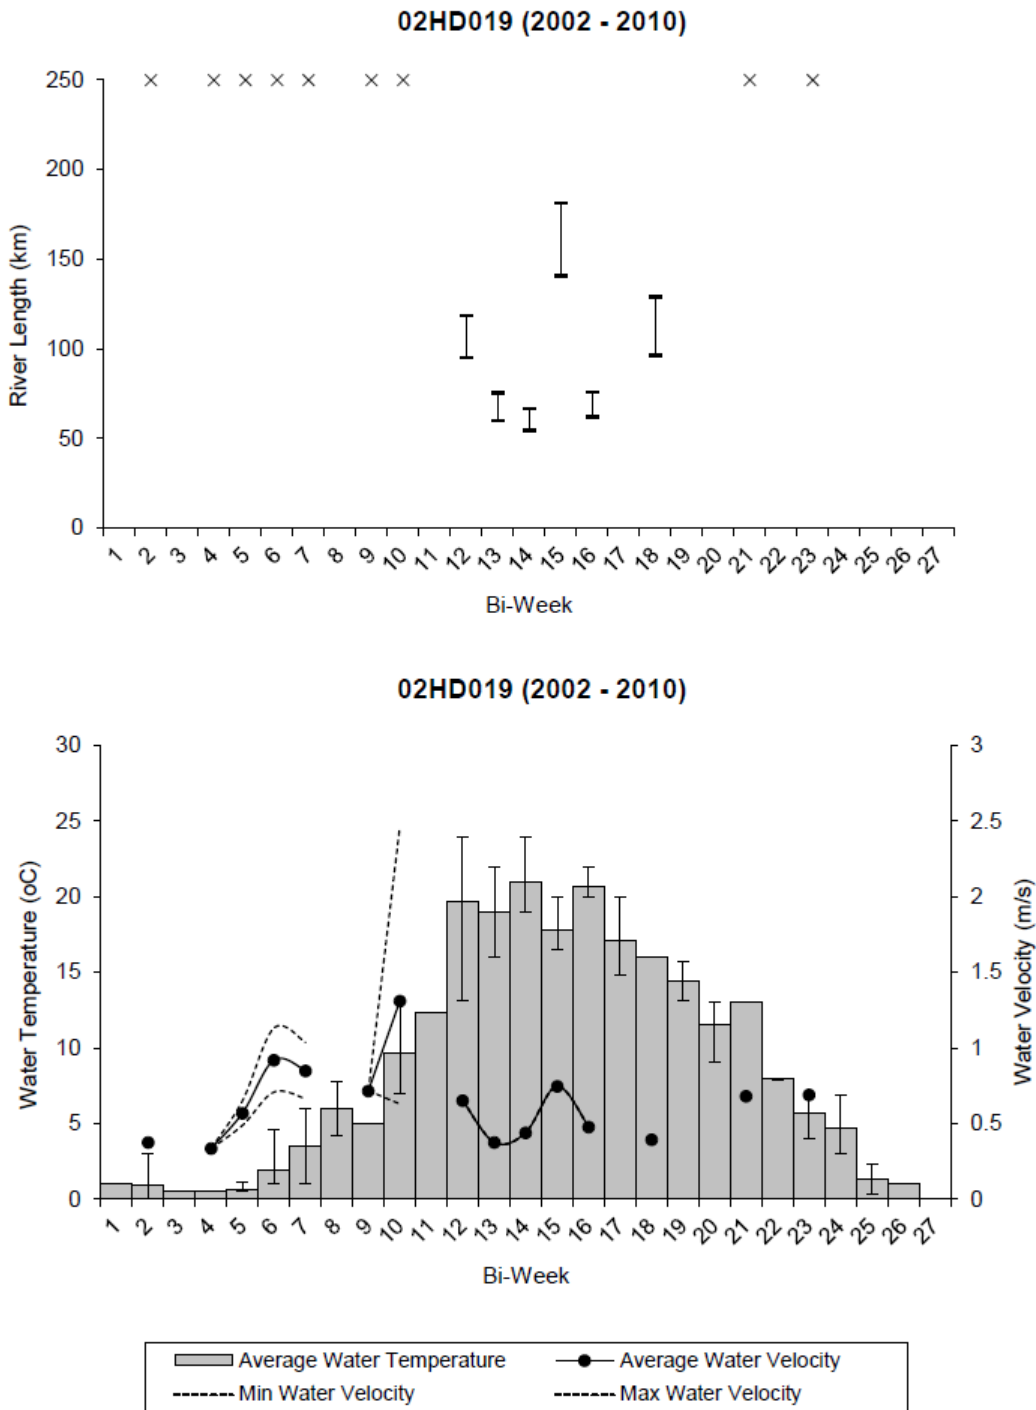 02HD019 (2002 - 2010)
250
200
150
100
50
0
River Length (km)
1 2 3 4 5 6 7 8 9 10 11 12 13 14 15 16 17 18 19 20 21 22 23 24 25 26 27
Bi-Week
02HD019 (2002 - 2010)
30 3
25 2.5
20 2
15 1.5
10 1
5 0.5
0 0
Water Temperature (oC)
Water Velocity (m/s)
1 2 3 4 5 6 7 8 9 10 11 12 13 14 15 16 17 18 19 20 21 22 23 24 25 26 27
Bi-Week
Average Water Temperature Average Water Velocity
Min Water Velocity Max Water Velocity